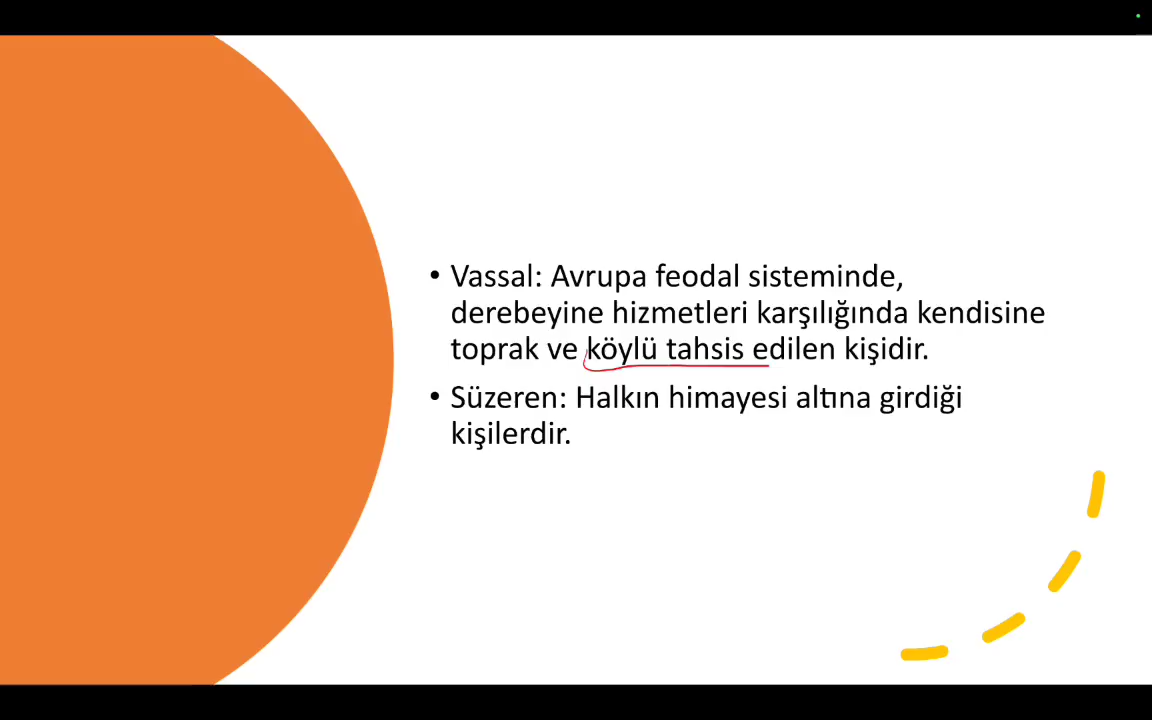 • Vassal: Avrupa feodal sisteminde,
derebeyine hizmetleri karşılığında kendisine
toprak ve köylü tahsis edilen kişidir.
• Süzeren: Halkın himayesi altına girdiği
kişilerdir.